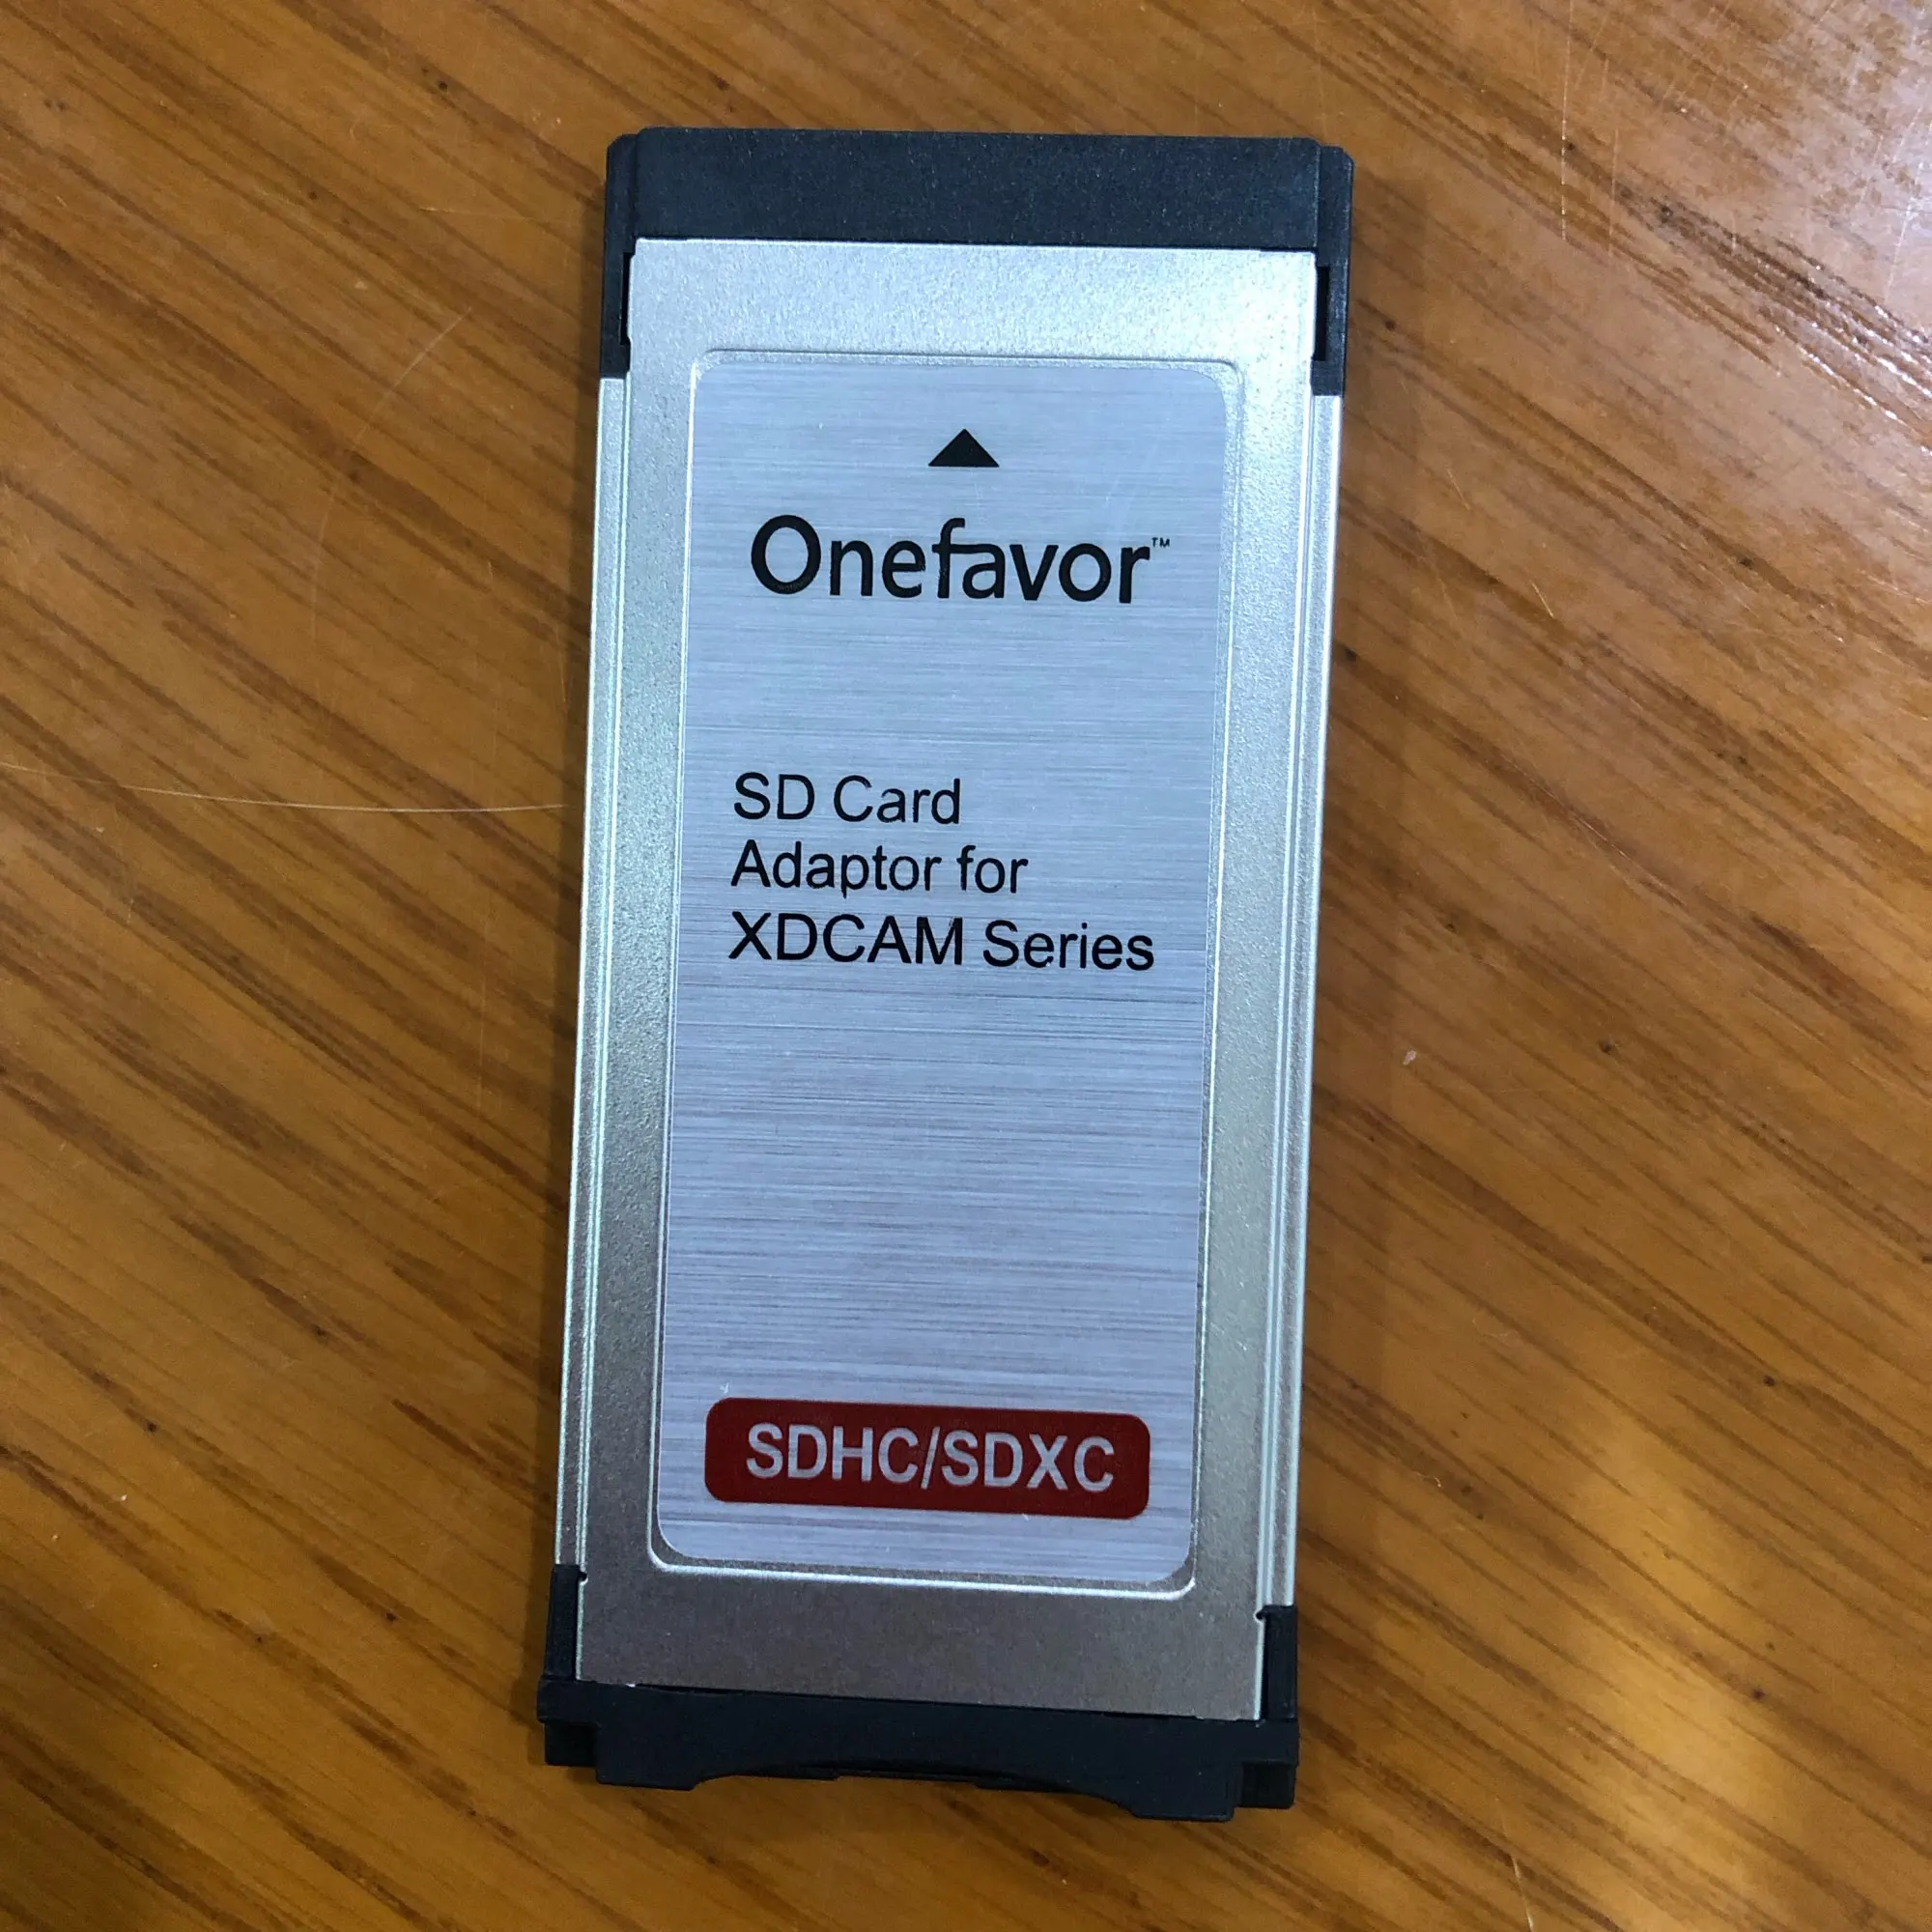 Onefavor™
SD Card
Adaptor for
XDCAM Series
SDHC/SDXC